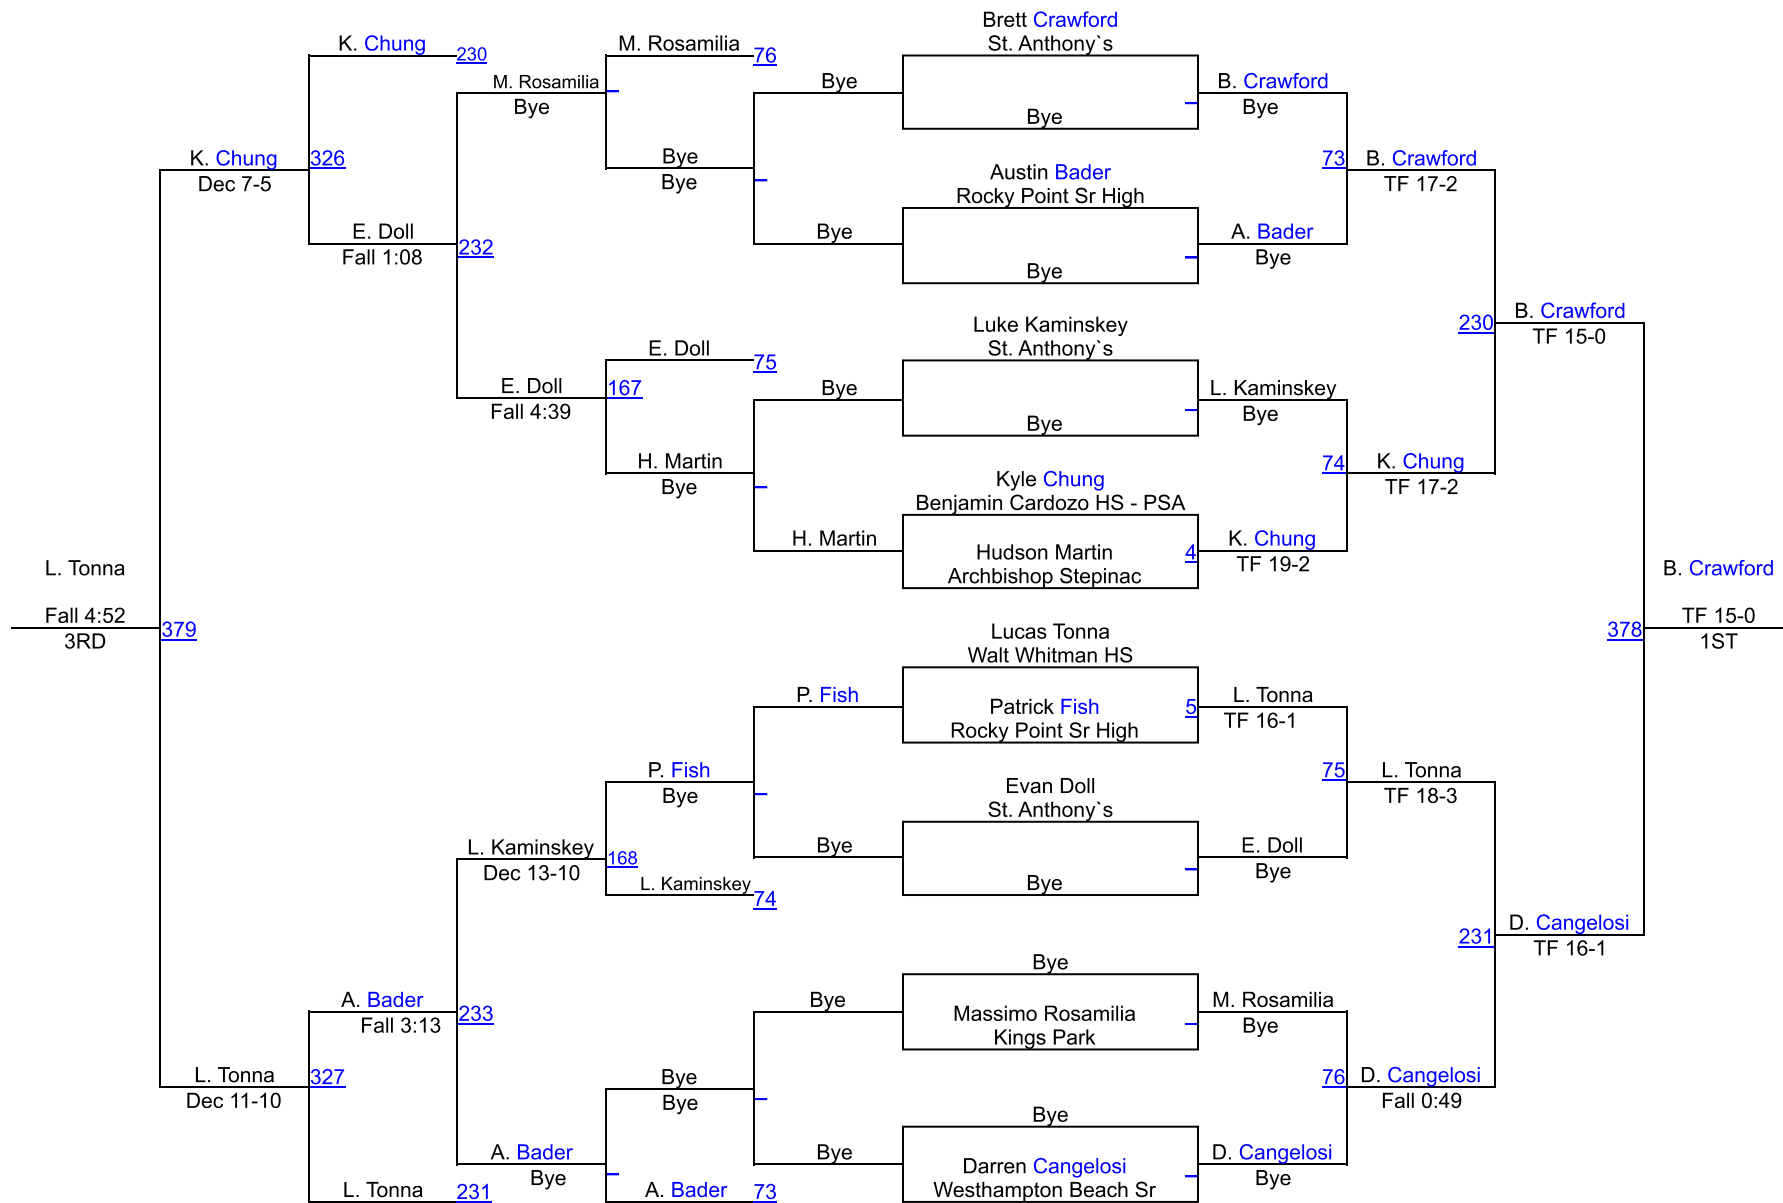 K. Chung
230
K. Chung
Dec 7-5
326
E. Doll
Fall 1:08
232
L. Tonna
Fall 4:52
3RD
379
L. Tonna
Dec 11-10
327
A. Bader
Fall 3:13
233
L. Tonna
231
M. Rosamilia
Bye
E. Doll
Fall 4:39
167
L. Kaminskey
Dec 13-10
168
A. Bader
Bye
M. Rosamilia
76
Bye
Bye
E. Doll
75
H. Martin
Bye
P. Fish
Bye
L. Kaminskey
74
Bye
Bye
A. Bader
73
Bye
Bye
Bye
H. Martin
P. Fish
Bye
Bye
Bye
Brett Crawford
St. Anthony`s
Bye
Austin Bader
Rocky Point Sr High
Bye
Luke Kaminskey
St. Anthony`s
Bye
Kyle Chung
Benjamin Cardozo HS - PSA
Hudson Martin
4
Archbishop Stepinac
Lucas Tonna
Walt Whitman HS
Patrick Fish
5
Rocky Point Sr High
Evan Doll
St. Anthony`s
Bye
Bye
Massimo Rosamilia
Kings Park
Bye
Darren Cangelosi
Westhampton Beach Sr
B. Crawford
Bye
A. Bader
Bye
L. Kaminskey
Bye
K. Chung
TF 19-2
L. Tonna
TF 16-1
E. Doll
Bye
M. Rosamilia
Bye
D. Cangelosi
Bye
73
B. Crawford
TF 17-2
74
K. Chung
TF 17-2
75
L. Tonna
TF 18-3
76
D. Cangelosi
Fall 0:49
230
B. Crawford
TF 15-0
231
D. Cangelosi
TF 16-1
378
B. Crawford
TF 15-0
1ST